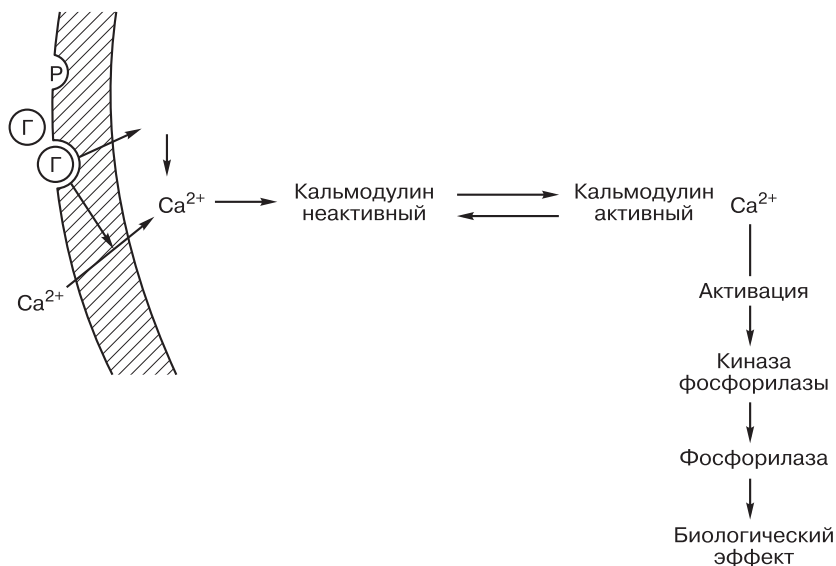 Р
Г
Г
Ca²⁺
Ca²⁺
Кальмодулин
неактивный
Кальмодулин
активный
Ca²⁺
Активация
Киназа
фосфорилазы
Фосфорилаза
Биологический
эффект